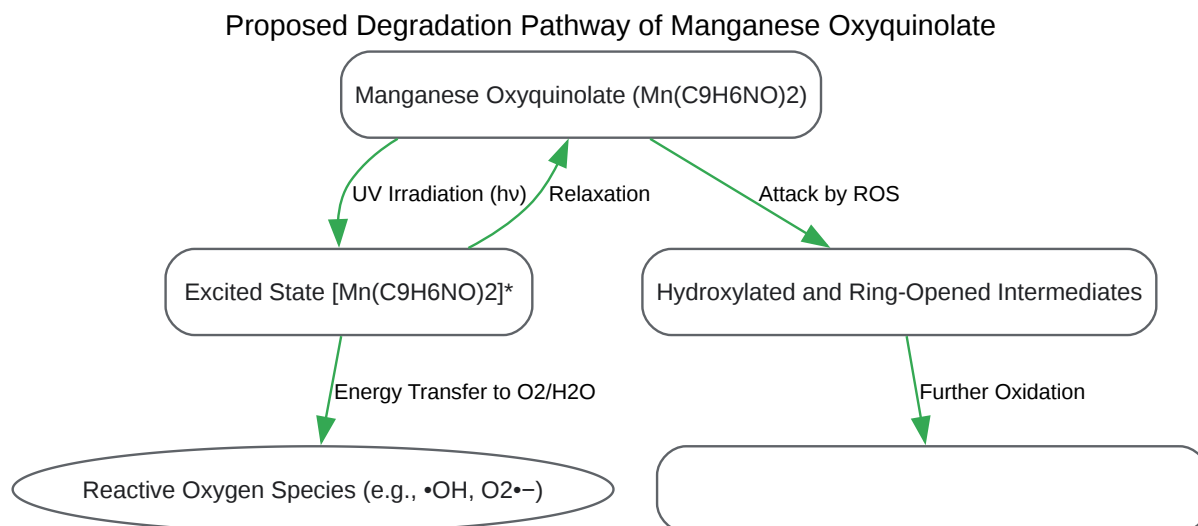 Proposed Degradation Pathway of Manganese Oxyquinolate
Manganese Oxyquinolate (Mn(C9H6NO)2)
UV Irradiation (hν)
Relaxation
Attack by ROS
Excited State [Mn(C9H6NO)2]*
Hydroxylated and Ring-Opened Intermediates
Energy Transfer to O2/H2O
Further Oxidation
Reactive Oxygen Species (e.g., •OH, O2•−)